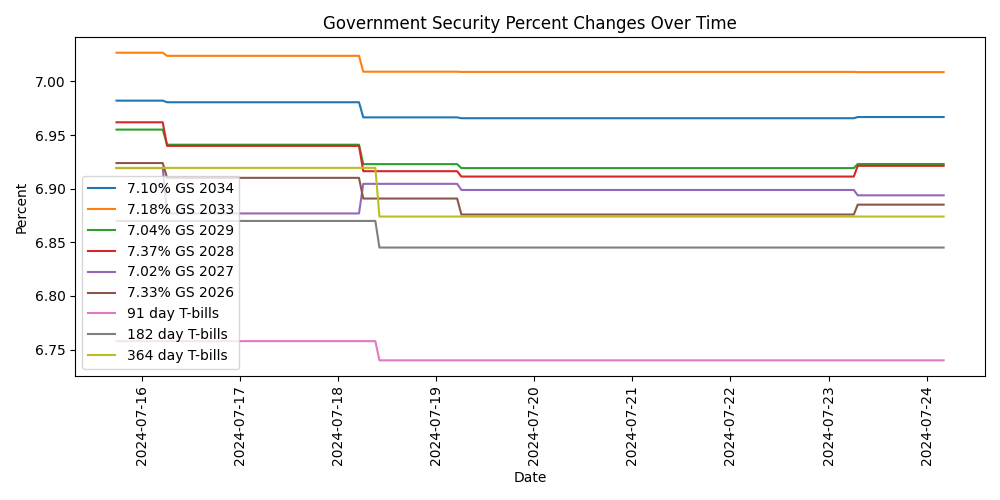 Government Security Percent Changes Over Time
Percent
7.00
6.95
6.90
6.85
6.80
6.75
7.10% GS 2034
7.18% GS 2033
7.04% GS 2029
7.37% GS 2028
7.02% GS 2027
7.33% GS 2026
91 day T-bills
182 day T-bills
364 day T-bills
2024-07-16
2024-07-17
2024-07-18
2024-07-19
2024-07-20
2024-07-21
2024-07-22
2024-07-23
2024-07-24
Date